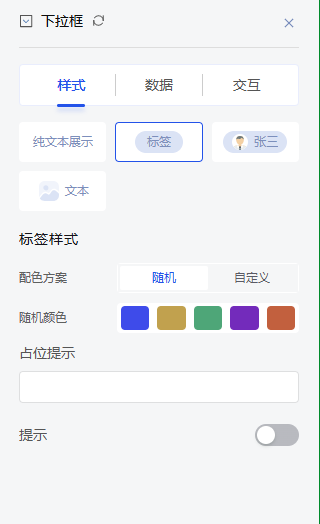 下拉框
样式 数据 交互
纯文本展示 标签 张三
文本
标签样式
配色方案 随机 自定义
随机颜色
占位提示
提示